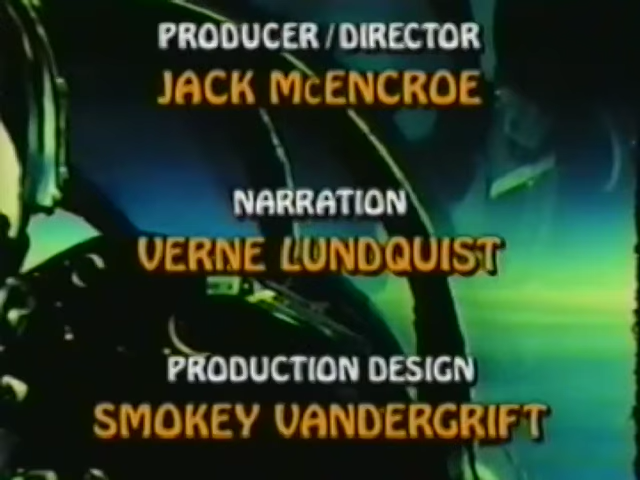 PRODUCER/DIRECTOR
JACK McENCROE
NARRATION
VERNE LUNDQUIST
PRODUCTION DESIGN
SMOKEY VANDERGRIFT